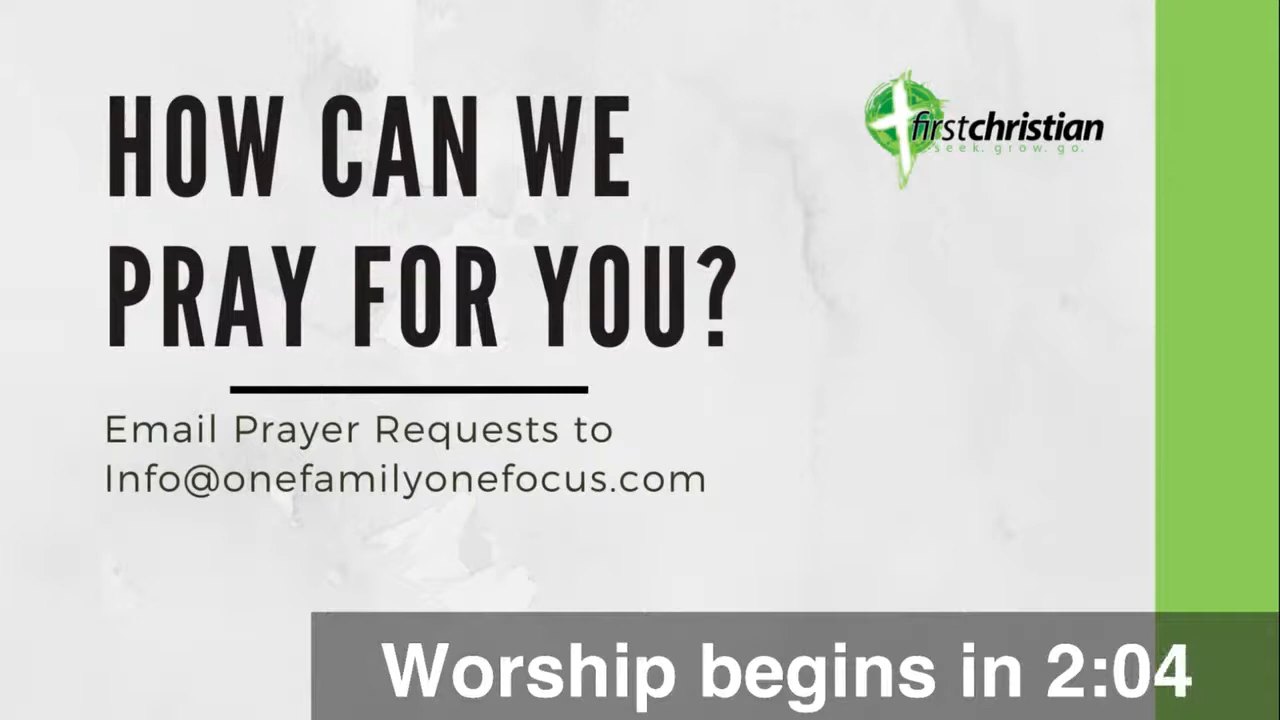 HOW CAN WE
PRAY FOR YOU?
firstchristian
seek. grow. go.
Email Prayer Requests to
Info@onefamilyonefocus.com
Worship begins in 2:04